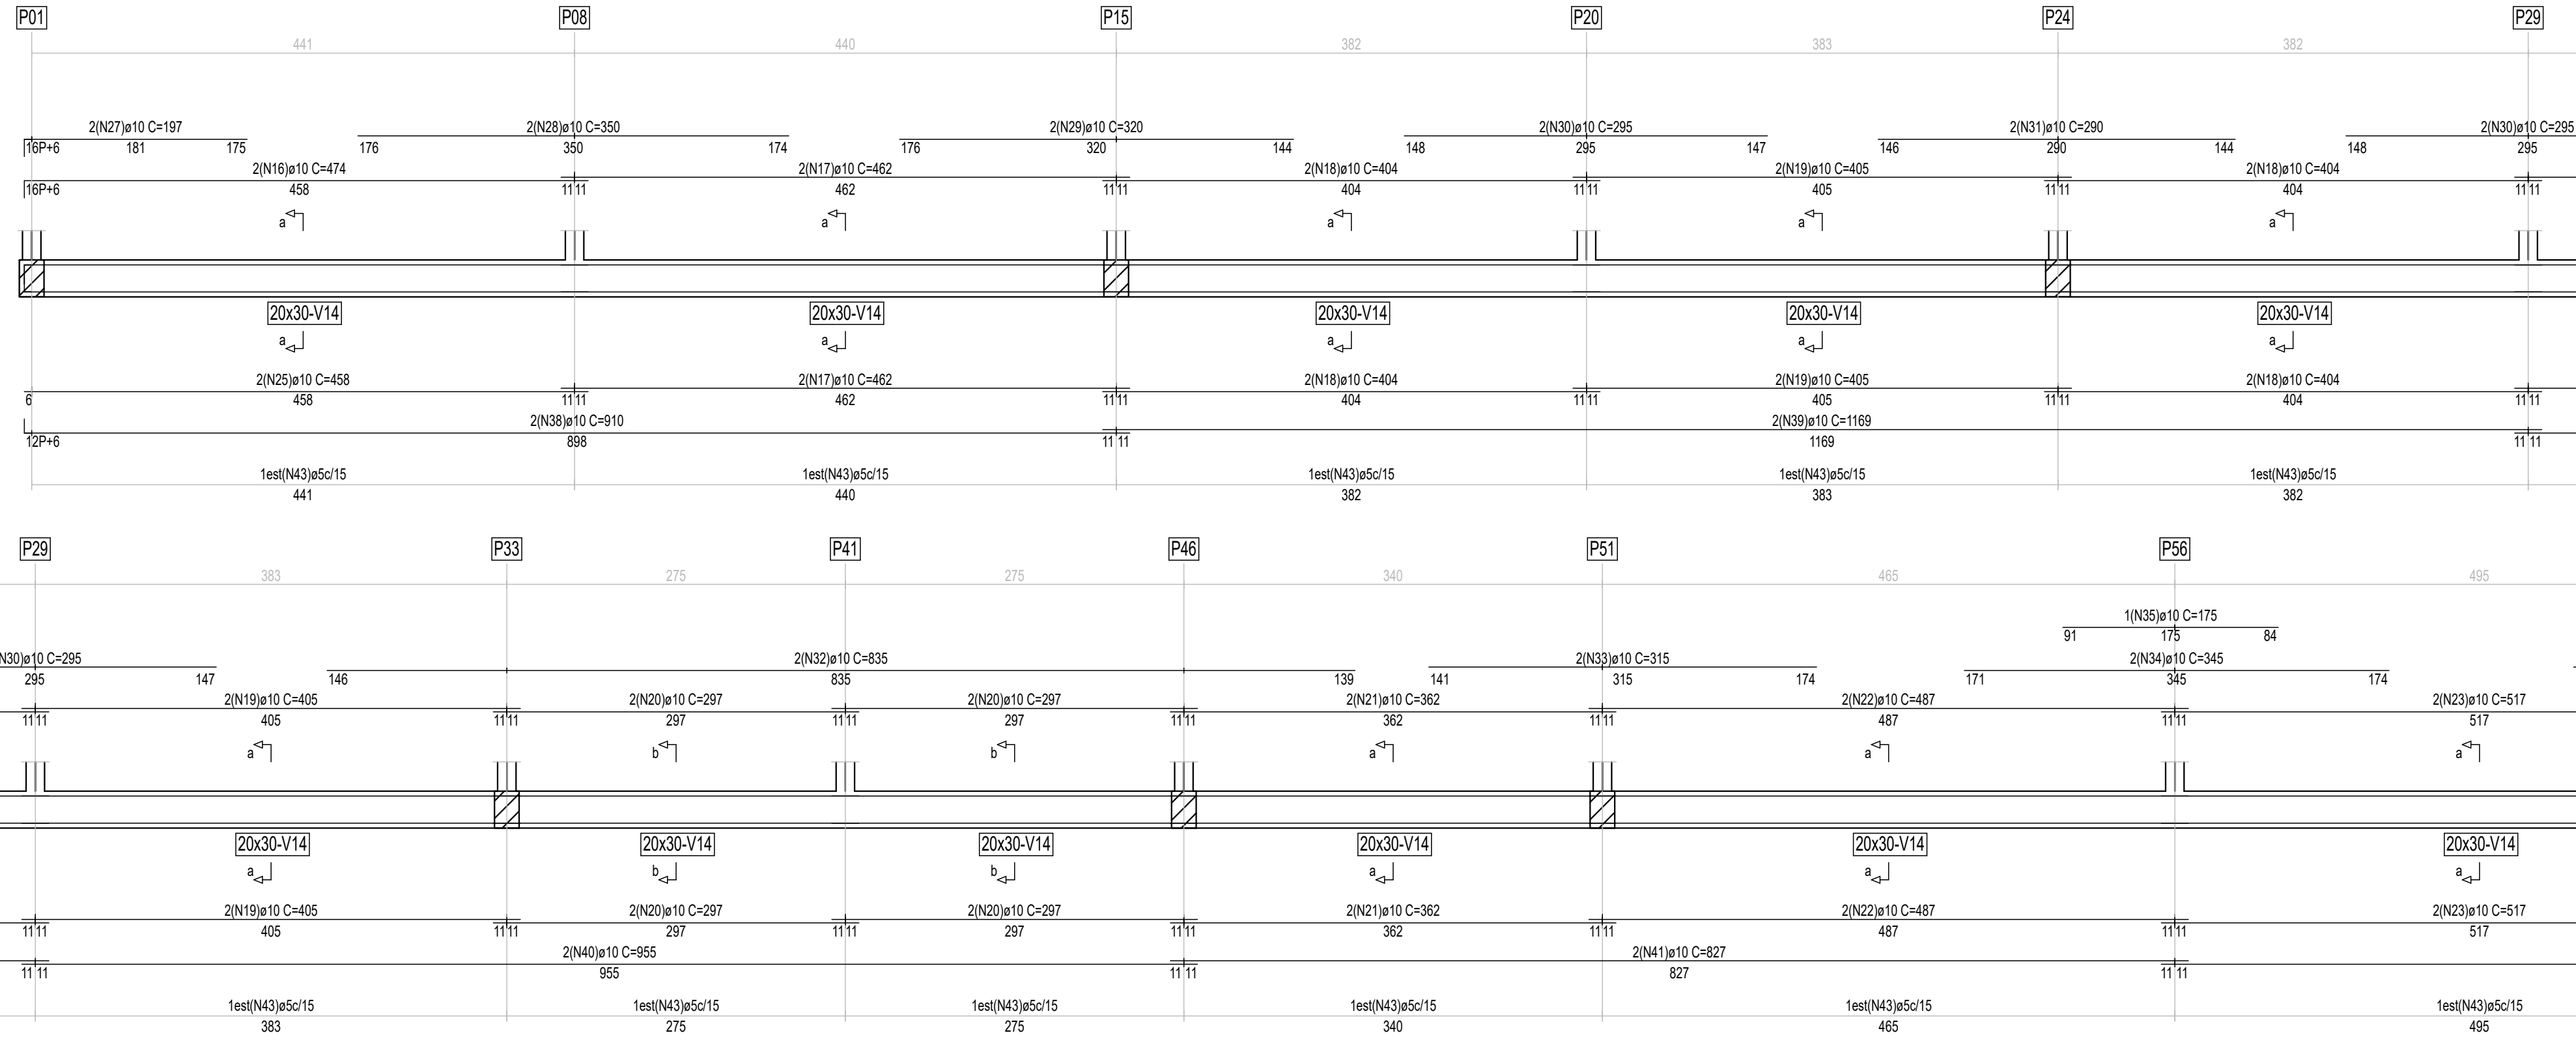 P01 P08 P15 P20 P24 P29
441 440 382 383 382
2(N27)ø10 C=197 2(N28)ø10 C=350 2(N29)ø10 C=320 2(N30)ø10 C=295 2(N31)ø10 C=290 2(N30)ø10 C=295
16P+6 181 175 176 350 174 176 320 144 148 295 147 146 290 144 148 295
2(N16)ø10 C=474 2(N17)ø10 C=462 2(N18)ø10 C=404 2(N19)ø10 C=405 2(N18)ø10 C=404
16P+6 458 11 11 462 11 11 404 11 11 405 11 11 404 11 11
a a a a a
20x30-V14 20x30-V14 20x30-V14 20x30-V14 20x30-V14
a a a a a
2(N25)ø10 C=458 2(N17)ø10 C=462 2(N18)ø10 C=404 2(N19)ø10 C=405 2(N18)ø10 C=404
6 458 11 11 462 11 11 404 11 11 405 11 11 404 11 11
2(N38)ø10 C=910 2(N39)ø10 C=1169
12P+6 898 11 11 1169 11 11
1est(N43)ø5c/15 1est(N43)ø5c/15 1est(N43)ø5c/15 1est(N43)ø5c/15 1est(N43)ø5c/15
441 440 382 383 382
P29 P33 P41 P46 P51 P56
383 275 275 340 465 495
1(N35)ø10 C=175
91 175 84
N30)ø10 C=295 2(N32)ø10 C=835 2(N33)ø10 C=315 2(N34)ø10 C=345
295 147 146 835 139 141 315 174 171 345 174
2(N19)ø10 C=405 2(N20)ø10 C=297 2(N20)ø10 C=297 2(N21)ø10 C=362 2(N22)ø10 C=487 2(N23)ø10 C=517
11 11 405 11 11 297 11 11 297 11 11 362 11 11 487 11 11 517
a b b a a a
20x30-V14 20x30-V14 20x30-V14 20x30-V14 20x30-V14 20x30-V14
a b b a a a
2(N19)ø10 C=405 2(N20)ø10 C=297 2(N20)ø10 C=297 2(N21)ø10 C=362 2(N22)ø10 C=487 2(N23)ø10 C=517
11 11 405 11 11 297 11 11 297 11 11 362 11 11 487 11 11 517
2(N40)ø10 C=955 2(N41)ø10 C=827
11 11 955 11 11 827 11 11
1est(N43)ø5c/15 1est(N43)ø5c/15 1est(N43)ø5c/15 1est(N43)ø5c/15 1est(N43)ø5c/15 1est(N43)ø5c/15
383 275 275 340 465 495